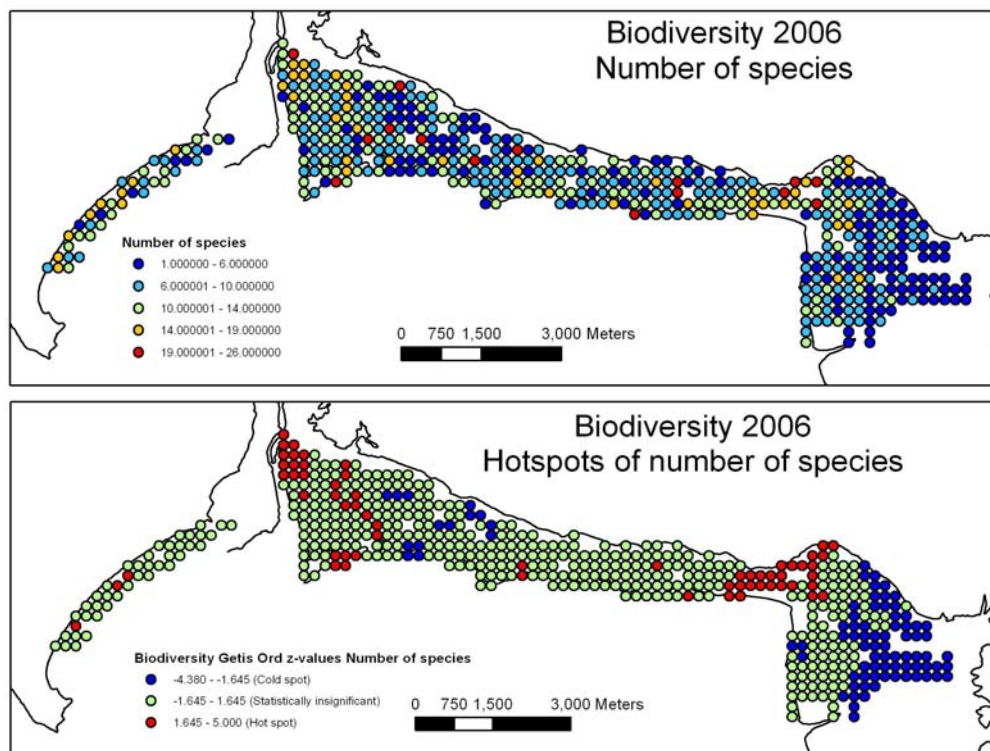 Biodiversity 2006
Number of species
Number of species
1.000000 - 6.000000
6.000001 - 10.000000
10.000001 - 14.000000
14.000001 - 19.000000
19.000001 - 26.000000
0 750 1,500 3,000 Meters
Biodiversity 2006
Hotspots of number of species
Biodiversity Getis Ord z-values Number of species
-4.380 - -1.645 (Cold spot)
-1.645 - 1.645 (Statistically insignificant)
1.645 - 5.000 (Hot spot)
0 750 1,500 3,000 Meters